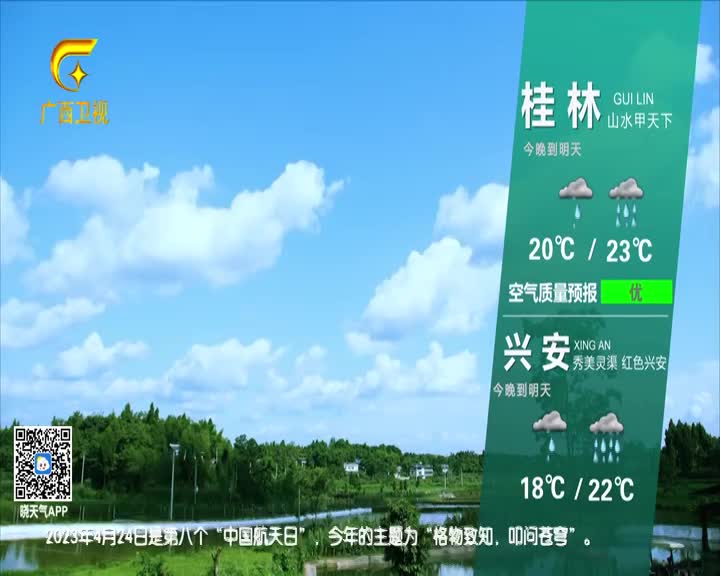 广西卫视
桂林 GUI LIN
山水甲天下
今晚到明天
20℃ / 23℃
空气质量预报 优
兴安 XING AN
秀美灵渠 红色兴安
今晚到明天
18℃ / 22℃
晓天气APP
2023年4月24日是第八个“中国航天日”，今年的主题为“格物致知，叩问苍穹”。